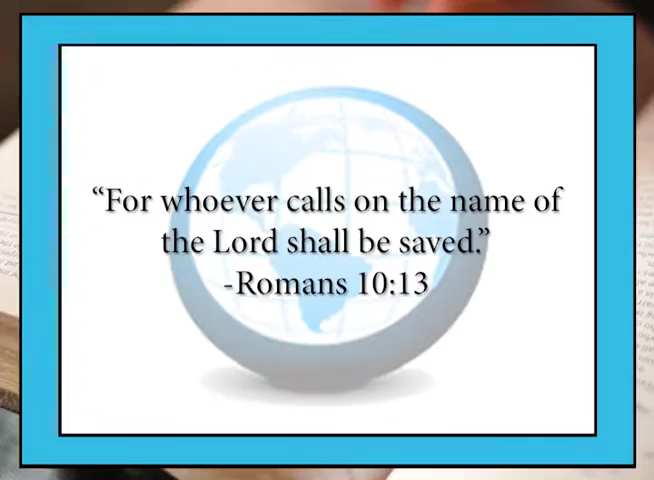 “For whoever calls on the name of
the Lord shall be saved.”
-Romans 10:13